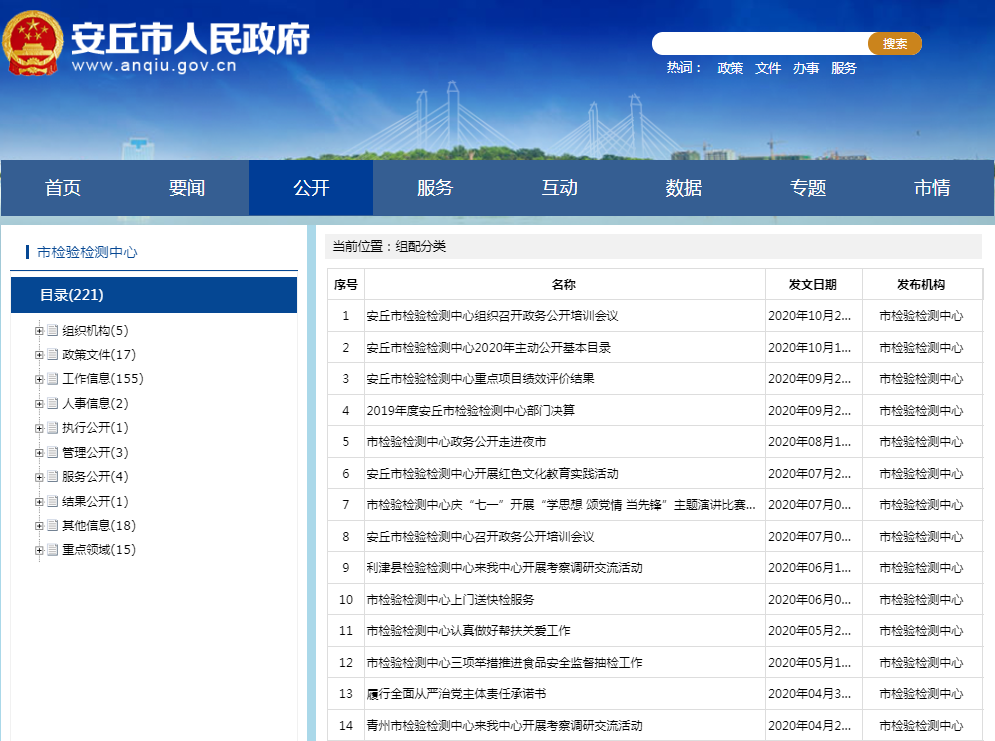 安丘市人民政府
www.anqiu.gov.cn
搜索
热词： 政策 文件 办事 服务
首页 要闻 公开 服务 互动 数据 专题 市情
市检验检测中心
目录(221)
组织机构(5)
政策文件(17)
工作信息(155)
人事信息(2)
执行公开(1)
管理公开(3)
服务公开(4)
结果公开(1)
其他信息(18)
重点领域(15)
当前位置：组配分类
序号 名称 发文日期 发布机构
1 安丘市检验检测中心组织召开政务公开培训会议 2020年10月2... 市检验检测中心
2 安丘市检验检测中心2020年主动公开基本目录 2020年10月1... 市检验检测中心
3 安丘市检验检测中心重点项目绩效评价结果 2020年09月2... 市检验检测中心
4 2019年度安丘市检验检测中心部门决算 2020年09月2... 市检验检测中心
5 市检验检测中心政务公开走进夜市 2020年08月1... 市检验检测中心
6 安丘市检验检测中心开展红色文化教育实践活动 2020年07月2... 市检验检测中心
7 市检验检测中心庆“七一”开展“学思想 颂党情 当先锋”主题演讲比赛... 2020年07月0... 市检验检测中心
8 安丘市检验检测中心召开政务公开培训会议 2020年07月0... 市检验检测中心
9 利津县检验检测中心来我中心开展考察调研交流活动 2020年06月1... 市检验检测中心
10 市检验检测中心上门送快检服务 2020年06月0... 市检验检测中心
11 市检验检测中心认真做好帮扶关爱工作 2020年05月2... 市检验检测中心
12 市检验检测中心三项举措推进食品安全监督抽检工作 2020年05月1... 市检验检测中心
13 履行全面从严治党主体责任承诺书 2020年04月3... 市检验检测中心
14 青州市检验检测中心来我中心开展考察调研交流活动 2020年04月2... 市检验检测中心